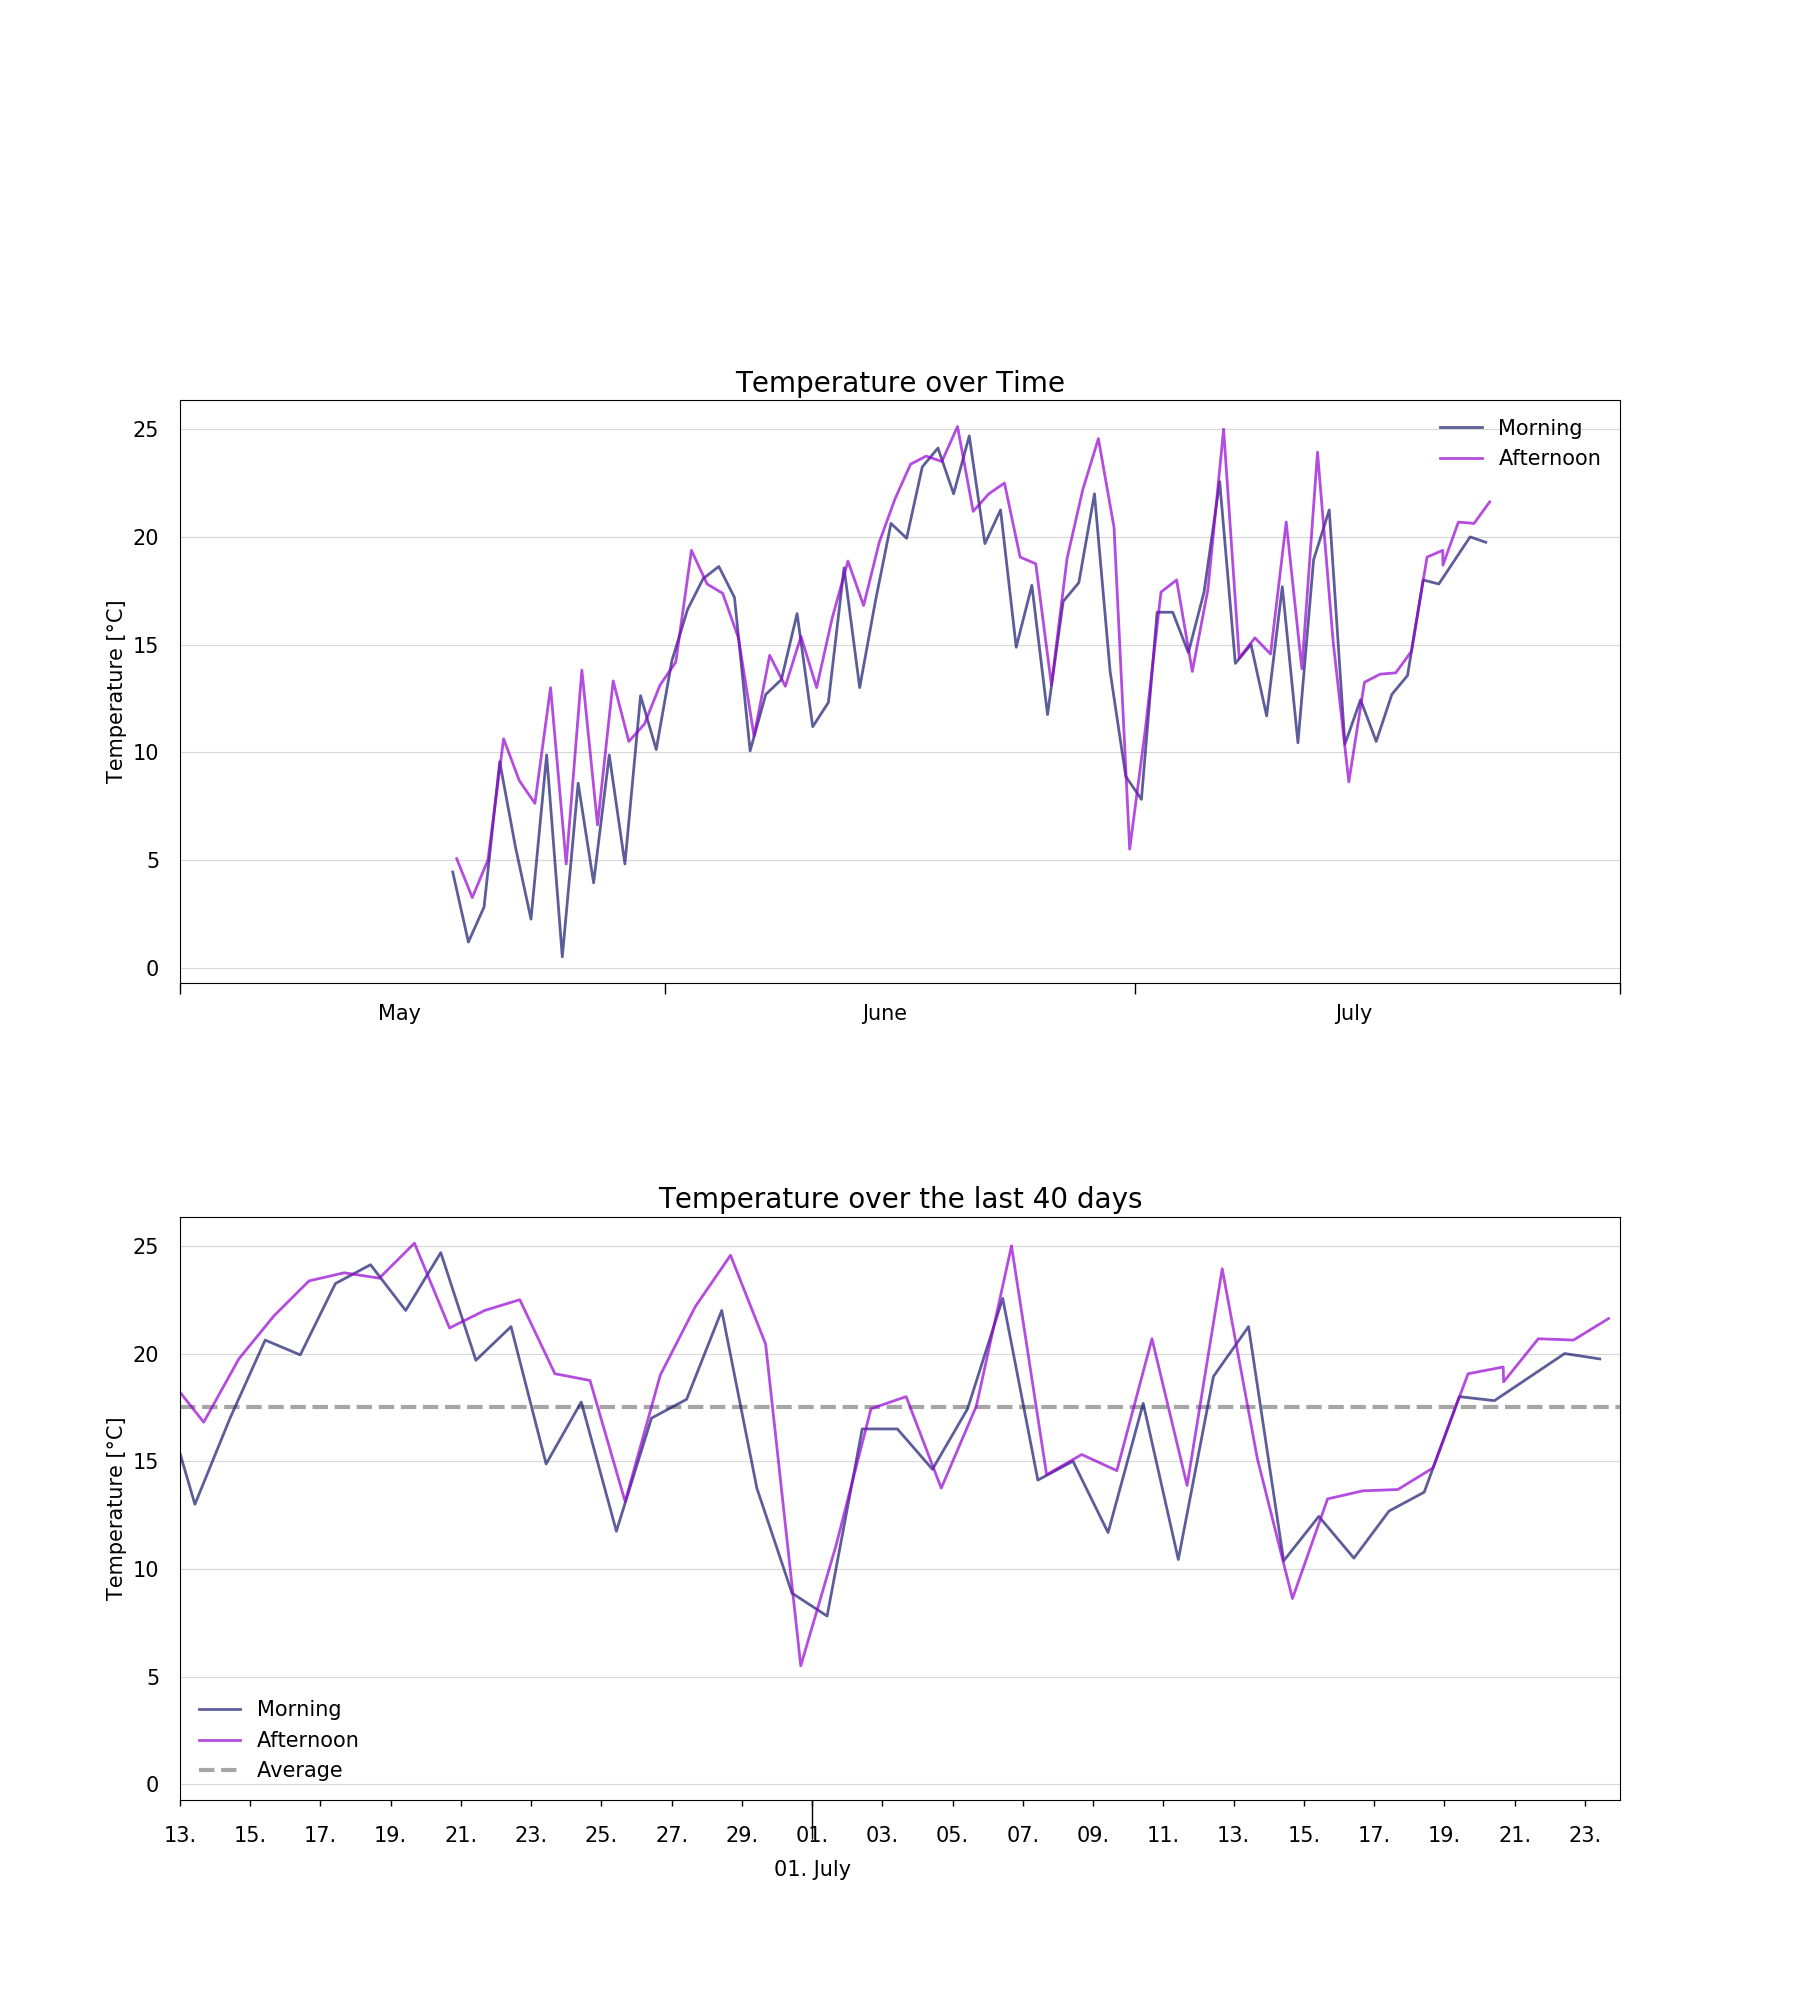 Temperature over Time
Temperature [°C]
25
20
15
10
5
0
Morning
Afternoon
May June July
Temperature over the last 40 days
Temperature [°C]
25
20
15
10
5
0
Morning
Afternoon
Average
13. 15. 17. 19. 21. 23. 25. 27. 29. 01. 03. 05. 07. 09. 11. 13. 15. 17. 19. 21. 23.
01. July